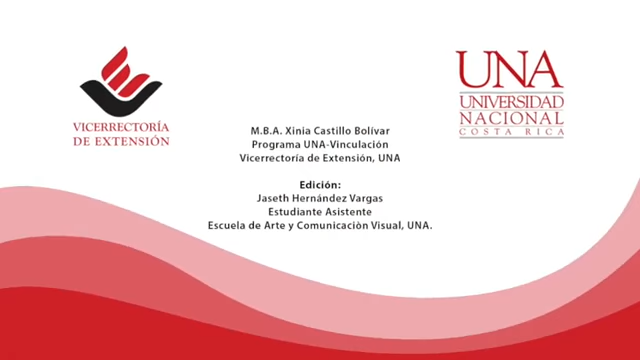 VICERRECTORÍA
DE EXTENSIÓN
UNA
UNIVERSIDAD
NACIONAL
COSTA RICA
M.B.A. Xinia Castillo Bolívar
Programa UNA-Vinculación
Vicerrectoría de Extensión, UNA
Edición:
Jaseth Hernández Vargas
Estudiante Asistente
Escuela de Arte y Comunicaciòn Visual, UNA.